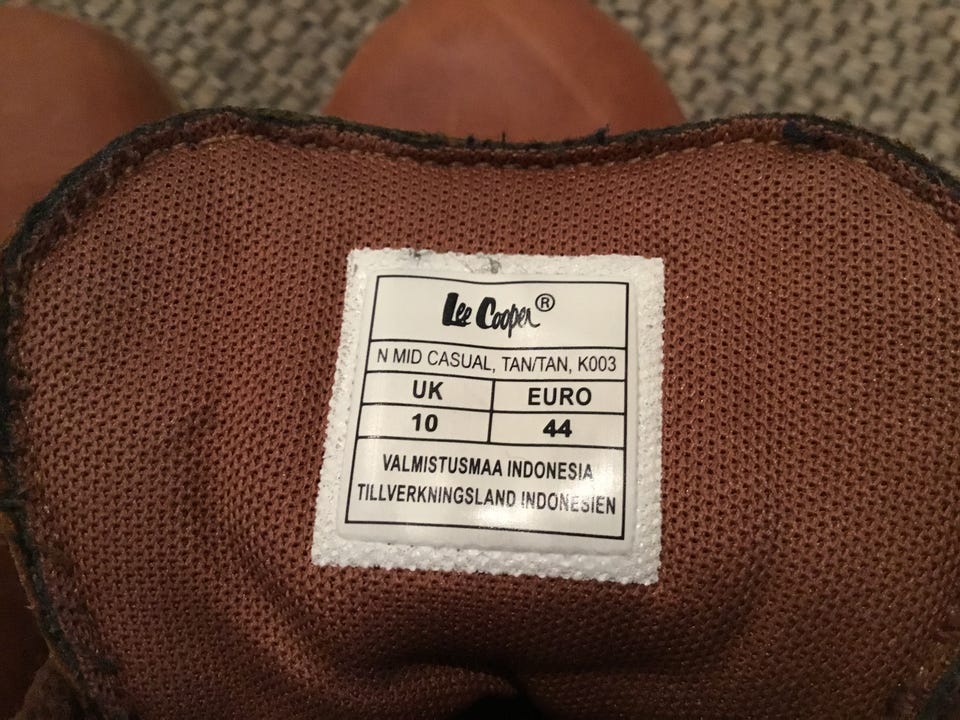 Lee Cooper®
N MID CASUAL, TAN/TAN, K003
UK EURO
10 44
VALMISTUSMAA INDONESIA
TILLVERKNINGSLAND INDONESIEN